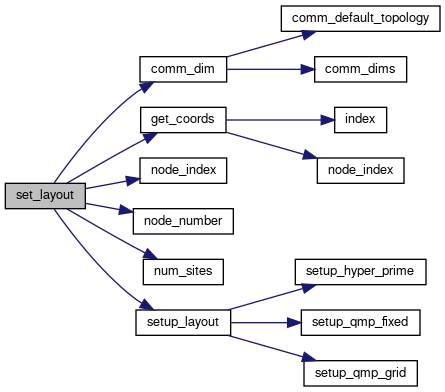 set_layout
comm_dim
comm_default_topology
comm_dims
get_coords
index
node_index
node_index
node_number
num_sites
setup_layout
setup_hyper_prime
setup_qmp_fixed
setup_qmp_grid